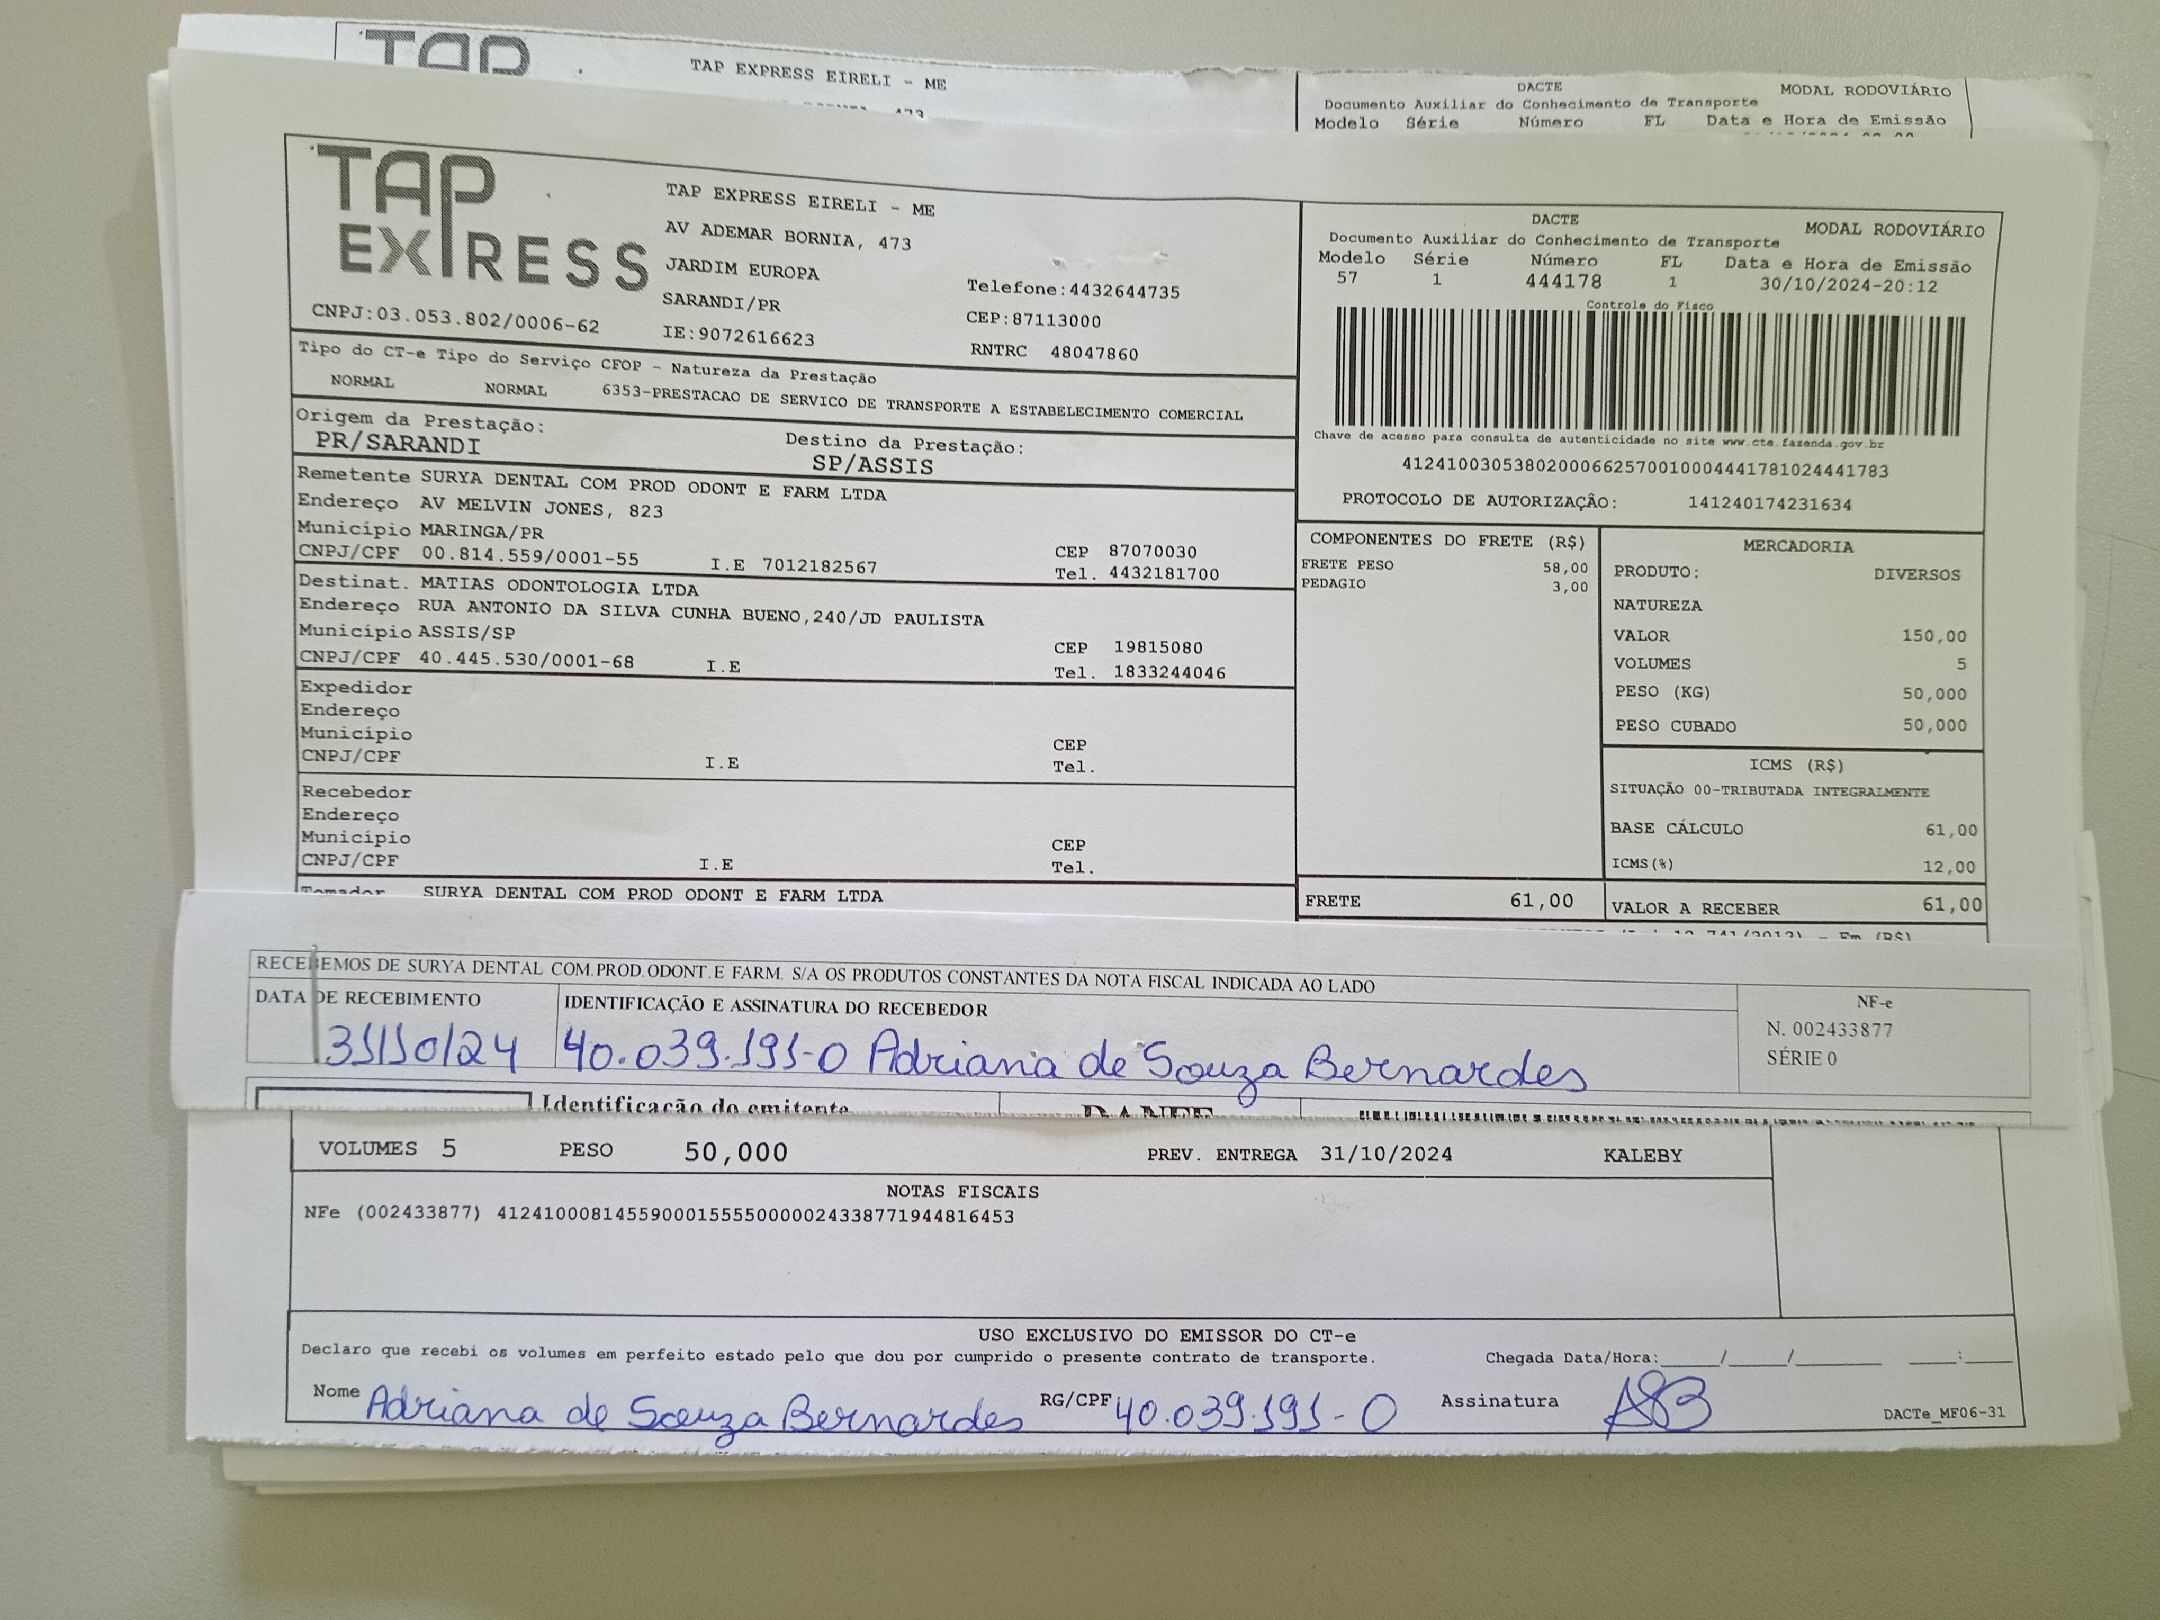 TAP
TAP EXPRESS EIRELI - ME
DACTE
MODAL RODOVIÁRIO
Documento Auxiliar do Conhecimento de Transporte
Modelo Série Número FL Data e Hora de Emissão
TAP EXPRESS
CNPJ:03.053.802/0006-62
TAP EXPRESS EIRELI - ME
AV ADEMAR BORNIA, 473
JARDIM EUROPA
SARANDI/PR
IE:9072616623
Telefone:4432644735
CEP:87113000
RNTRC 48047860
DACTE
MODAL RODOVIÁRIO
Documento Auxiliar do Conhecimento de Transporte
Modelo Série Número FL Data e Hora de Emissão
57 1 444178 1 30/10/2024-20:12
Controle do Fisco
Chave de acesso para consulta de autenticidade no site www.cte.fazenda.gov.br
41241003053802000662570010004441781024441783
PROTOCOLO DE AUTORIZAÇÃO: 141240174231634
Tipo do CT-e Tipo do Serviço CFOP - Natureza da Prestação
NORMAL NORMAL 6353-PRESTACAO DE SERVICO DE TRANSPORTE A ESTABELECIMENTO COMERCIAL
Origem da Prestação: Destino da Prestação:
PR/SARANDI SP/ASSIS
Remetente SURYA DENTAL COM PROD ODONT E FARM LTDA
Endereço AV MELVIN JONES, 823
Município MARINGA/PR CEP 87070030
CNPJ/CPF 00.814.559/0001-55 I.E 7012182567 Tel. 4432181700
Destinat. MATIAS ODONTOLOGIA LTDA
Endereço RUA ANTONIO DA SILVA CUNHA BUENO,240/JD PAULISTA
Município ASSIS/SP CEP 19815080
CNPJ/CPF 40.445.530/0001-68 I.E Tel. 1833244046
Expedidor
Endereço
Município CEP
CNPJ/CPF I.E Tel.
Recebedor
Endereço
Município CEP
CNPJ/CPF I.E Tel.
Tomador SURYA DENTAL COM PROD ODONT E FARM LTDA
COMPONENTES DO FRETE (R$)
FRETE PESO 58,00
PEDAGIO 3,00
FRETE 61,00
MERCADORIA
PRODUTO: DIVERSOS
NATUREZA
VALOR 150,00
VOLUMES 5
PESO (KG) 50,000
PESO CUBADO 50,000
ICMS (R$)
SITUAÇÃO 00-TRIBUTADA INTEGRALMENTE
BASE CÁLCULO 61,00
ICMS(%) 12,00
VALOR A RECEBER 61,00
RECEBEMOS DE SURYA DENTAL COM.PROD.ODONT.E FARM. S/A OS PRODUTOS CONSTANTES DA NOTA FISCAL INDICADA AO LADO
DATA DE RECEBIMENTO IDENTIFICAÇÃO E ASSINATURA DO RECEBEDOR
31/10/24 40.039.191-0 Adriana de Souza Bernardes
NF-e
N. 002433877
SÉRIE 0
Identificação do emitente DANFE
VOLUMES 5 PESO 50,000 PREV. ENTREGA 31/10/2024 KALEBY
NOTAS FISCAIS
NFe (002433877) 41241000814559000155550000024338771944816453
USO EXCLUSIVO DO EMISSOR DO CT-e
Declaro que recebi os volumes em perfeito estado pelo que dou por cumprido o presente contrato de transporte. Chegada Data/Hora:____/____/______ ____:____
Nome Adriana de Souza Bernardes RG/CPF 40.039.191-0 Assinatura ASB
DACTe_MF06-31